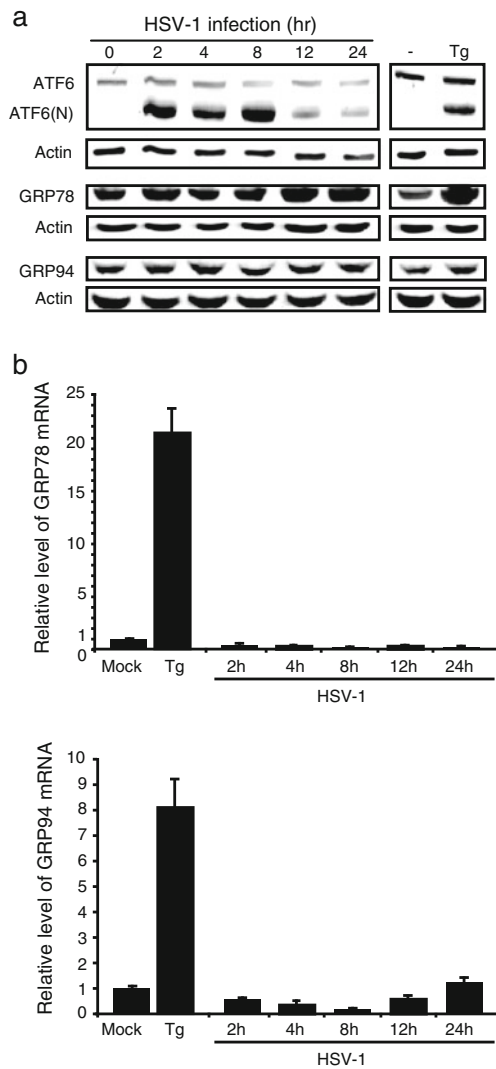 a
HSV-1 infection (hr)
0 2 4 8 12 24 - Tg
ATF6
ATF6(N)
Actin
GRP78
Actin
GRP94
Actin
b
Relative level of GRP78 mRNA
25
20
15
10
5
1
0
Mock Tg 2h 4h 8h 12h 24h
HSV-1
Relative level of GRP94 mRNA
10
9
8
7
6
5
4
3
2
1
0
Mock Tg 2h 4h 8h 12h 24h
HSV-1